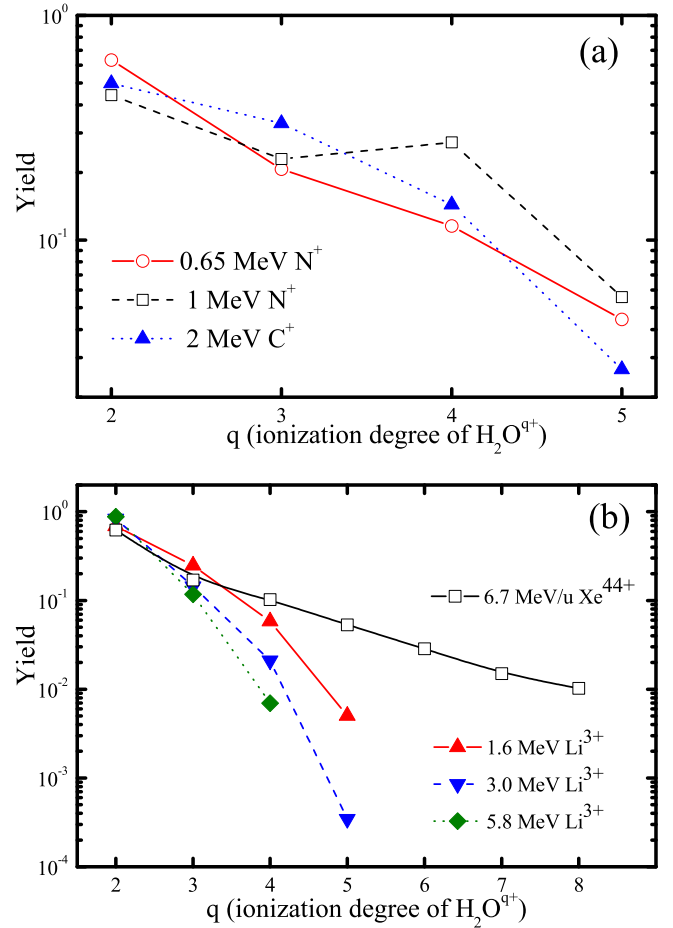 10^0
(a)
Yield
10^-1
0.65 MeV N^+
1 MeV N^+
2 MeV C^+
2 3 4 5
q (ionization degree of H_2O^q+)
10^0
(b)
10^-1
6.7 MeV/u Xe^44+
Yield
10^-2
1.6 MeV Li^3+
10^-3
3.0 MeV Li^3+
5.8 MeV Li^3+
10^-4
2 3 4 5 6 7 8
q (ionization degree of H_2O^q+)